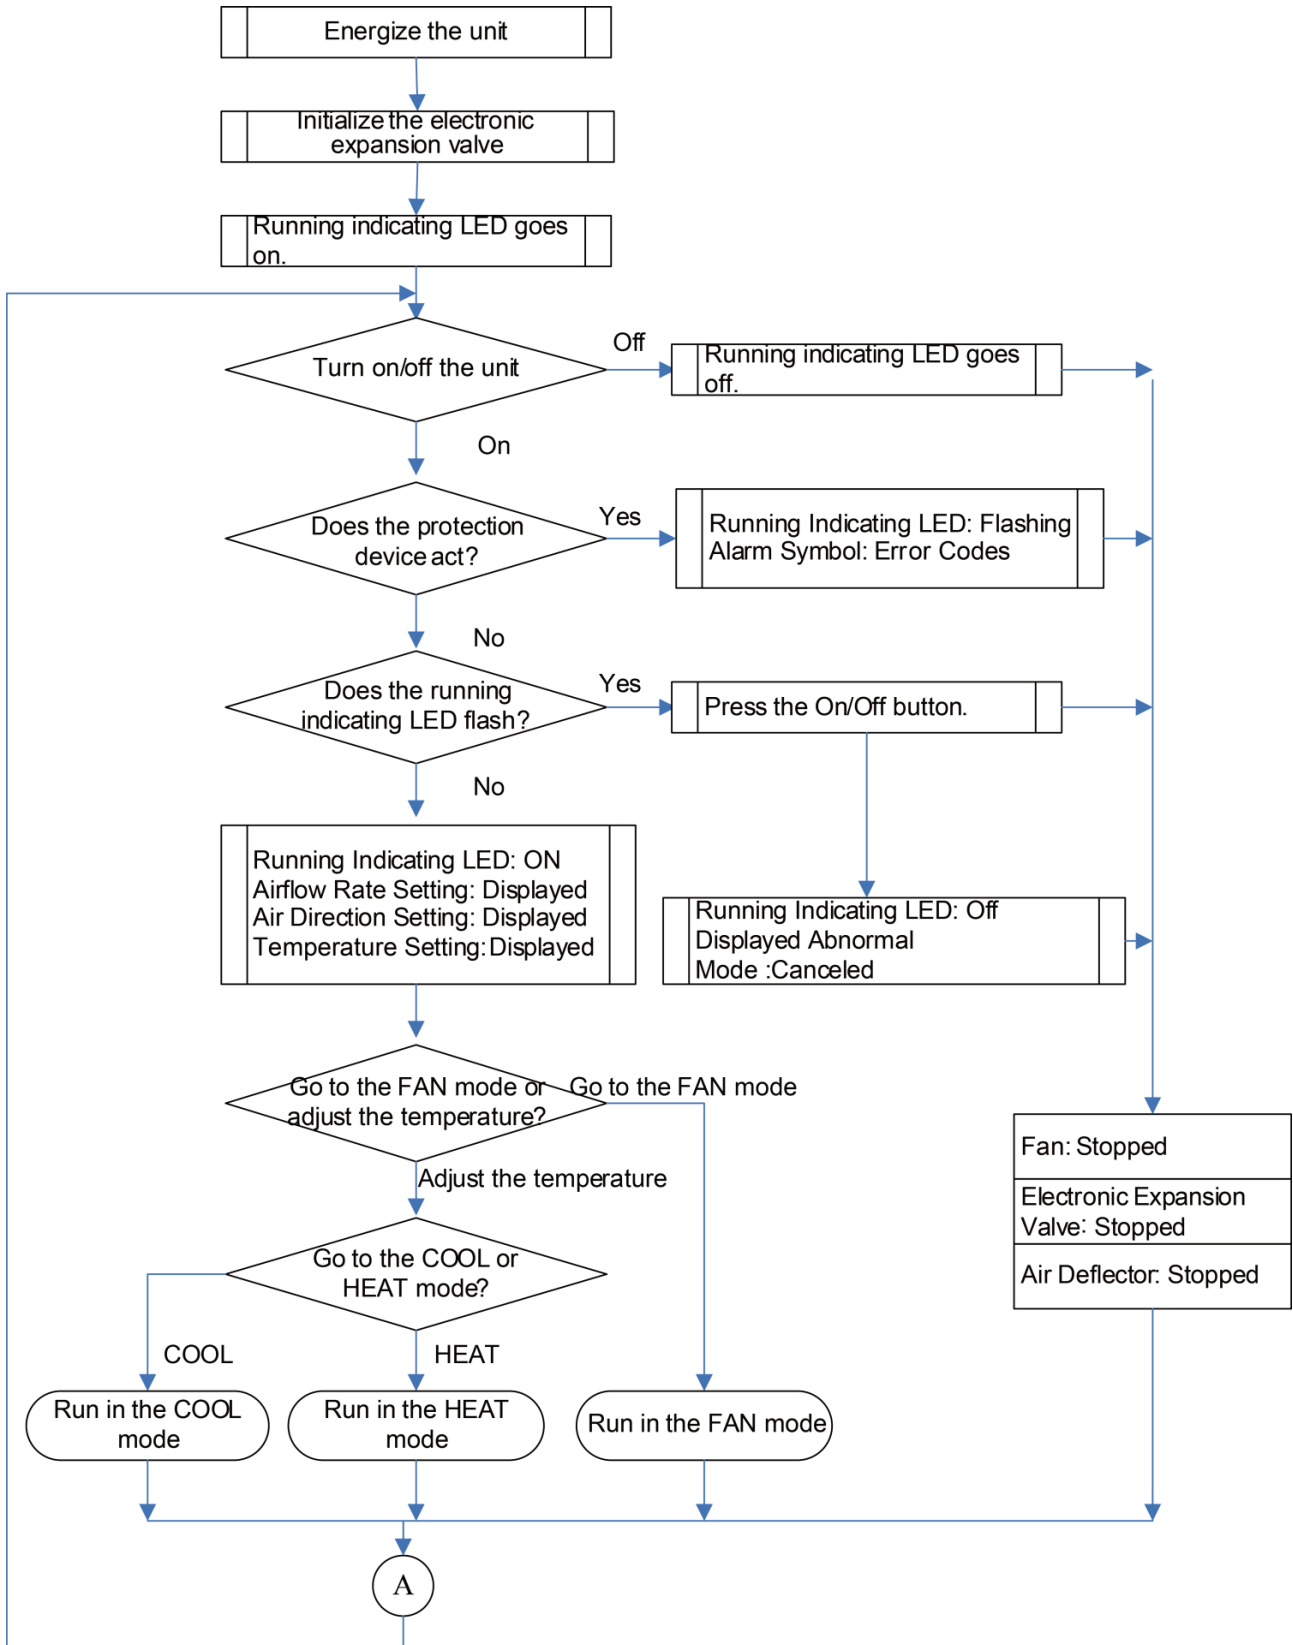 Energize the unit
Initialize the electronic
expansion valve
Running indicating LED goes
on.
Turn on/off the unit
Off
Running indicating LED goes
off.
On
Does the protection
device act?
Yes
Running Indicating LED: Flashing
Alarm Symbol: Error Codes
No
Does the running
indicating LED flash?
Yes
Press the On/Off button.
No
Running Indicating LED: ON
Airflow Rate Setting: Displayed
Air Direction Setting: Displayed
Temperature Setting: Displayed
Running Indicating LED: Off
Displayed Abnormal
Mode :Canceled
Go to the FAN mode or
adjust the temperature?
Go to the FAN mode
Adjust the temperature
Fan: Stopped
Electronic Expansion
Valve: Stopped
Air Deflector: Stopped
Go to the COOL or
HEAT mode?
COOL
HEAT
Run in the COOL
mode
Run in the HEAT
mode
Run in the FAN mode
A